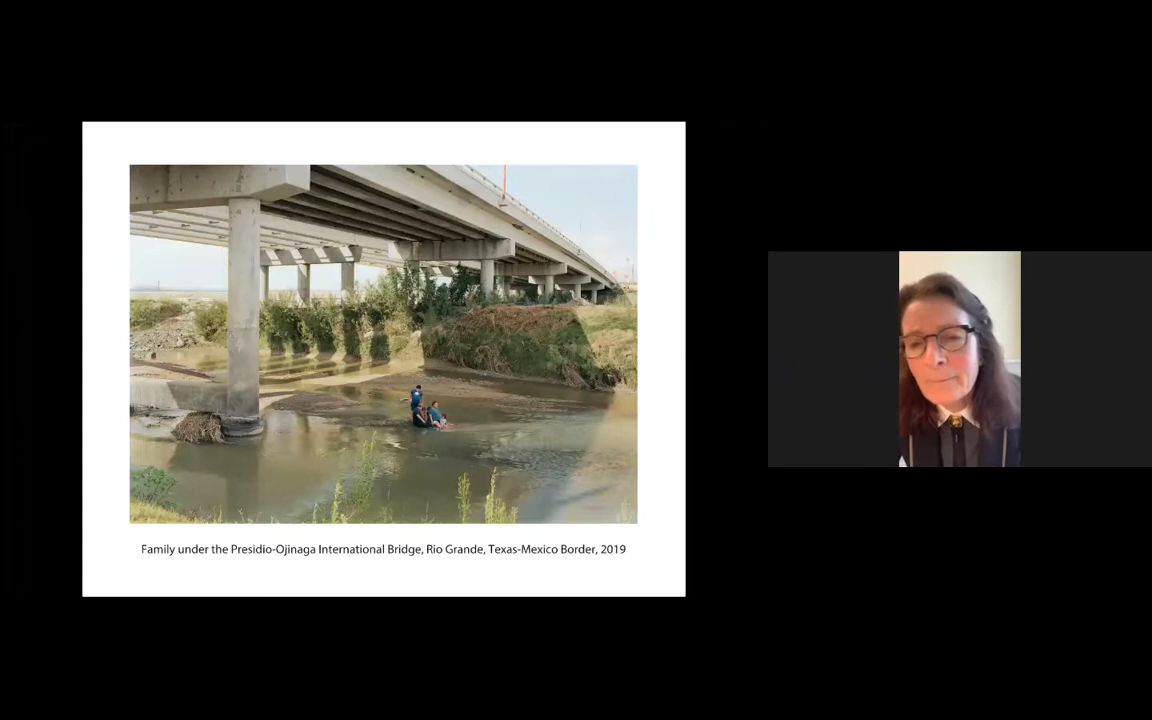 Family under the Presidio-Ojinaga International Bridge, Rio Grande, Texas-Mexico Border, 2019